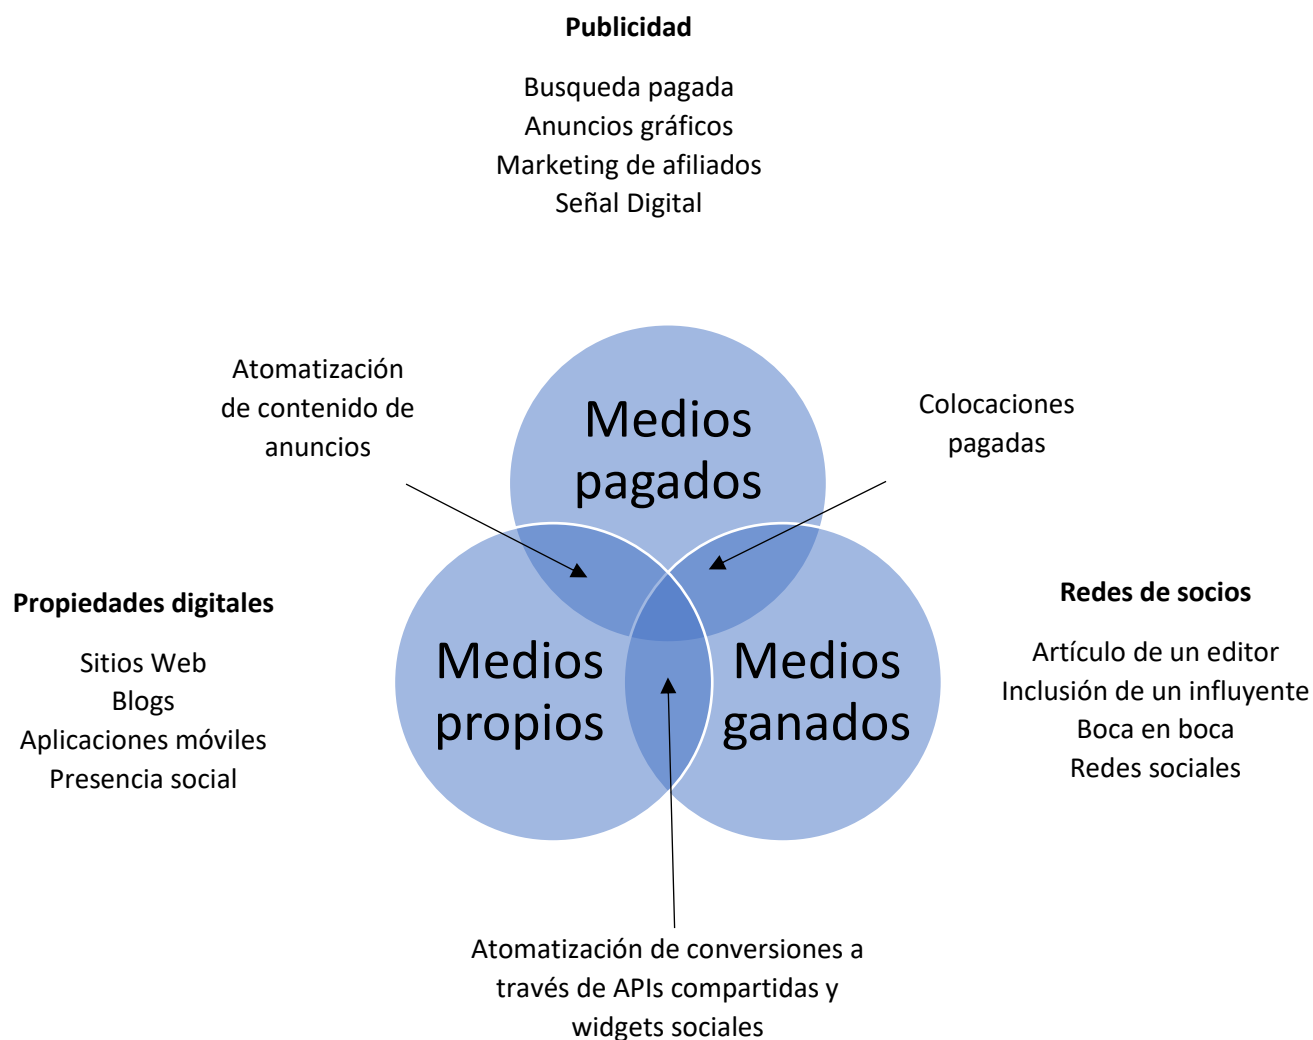 Publicidad
Busqueda pagada
Anuncios gráficos
Marketing de afiliados
Señal Digital
Atomatización
de contenido de
anuncios
Colocaciones
pagadas
Medios
pagados
Propiedades digitales
Sitios Web
Blogs
Aplicaciones móviles
Presencia social
Medios
propios
Medios
ganados
Redes de socios
Artículo de un editor
Inclusión de un influyente
Boca en boca
Redes sociales
Atomatización de conversiones a
través de APIs compartidas y
widgets sociales